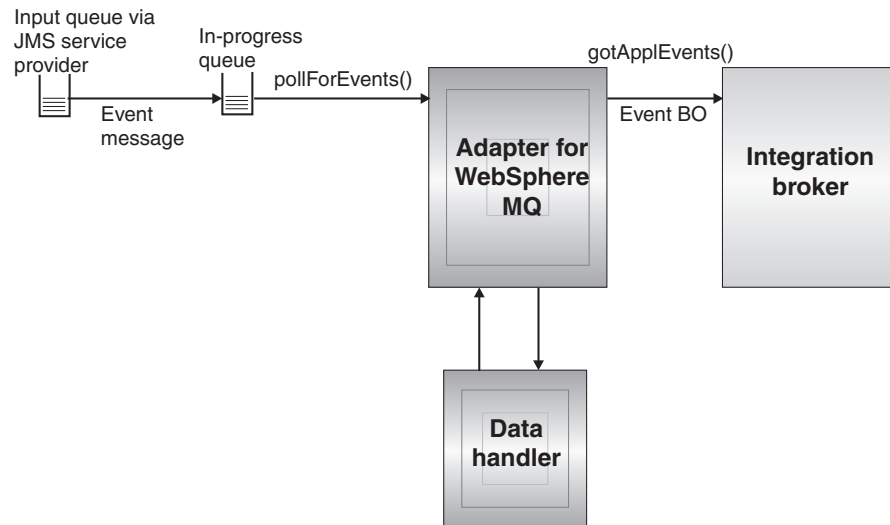 Input queue via
JMS service
provider
In-progress
queue
Event
message
pollForEvents()
gotApplEvents()
Event BO
Adapter for
WebSphere
MQ
Integration
broker
Data
handler